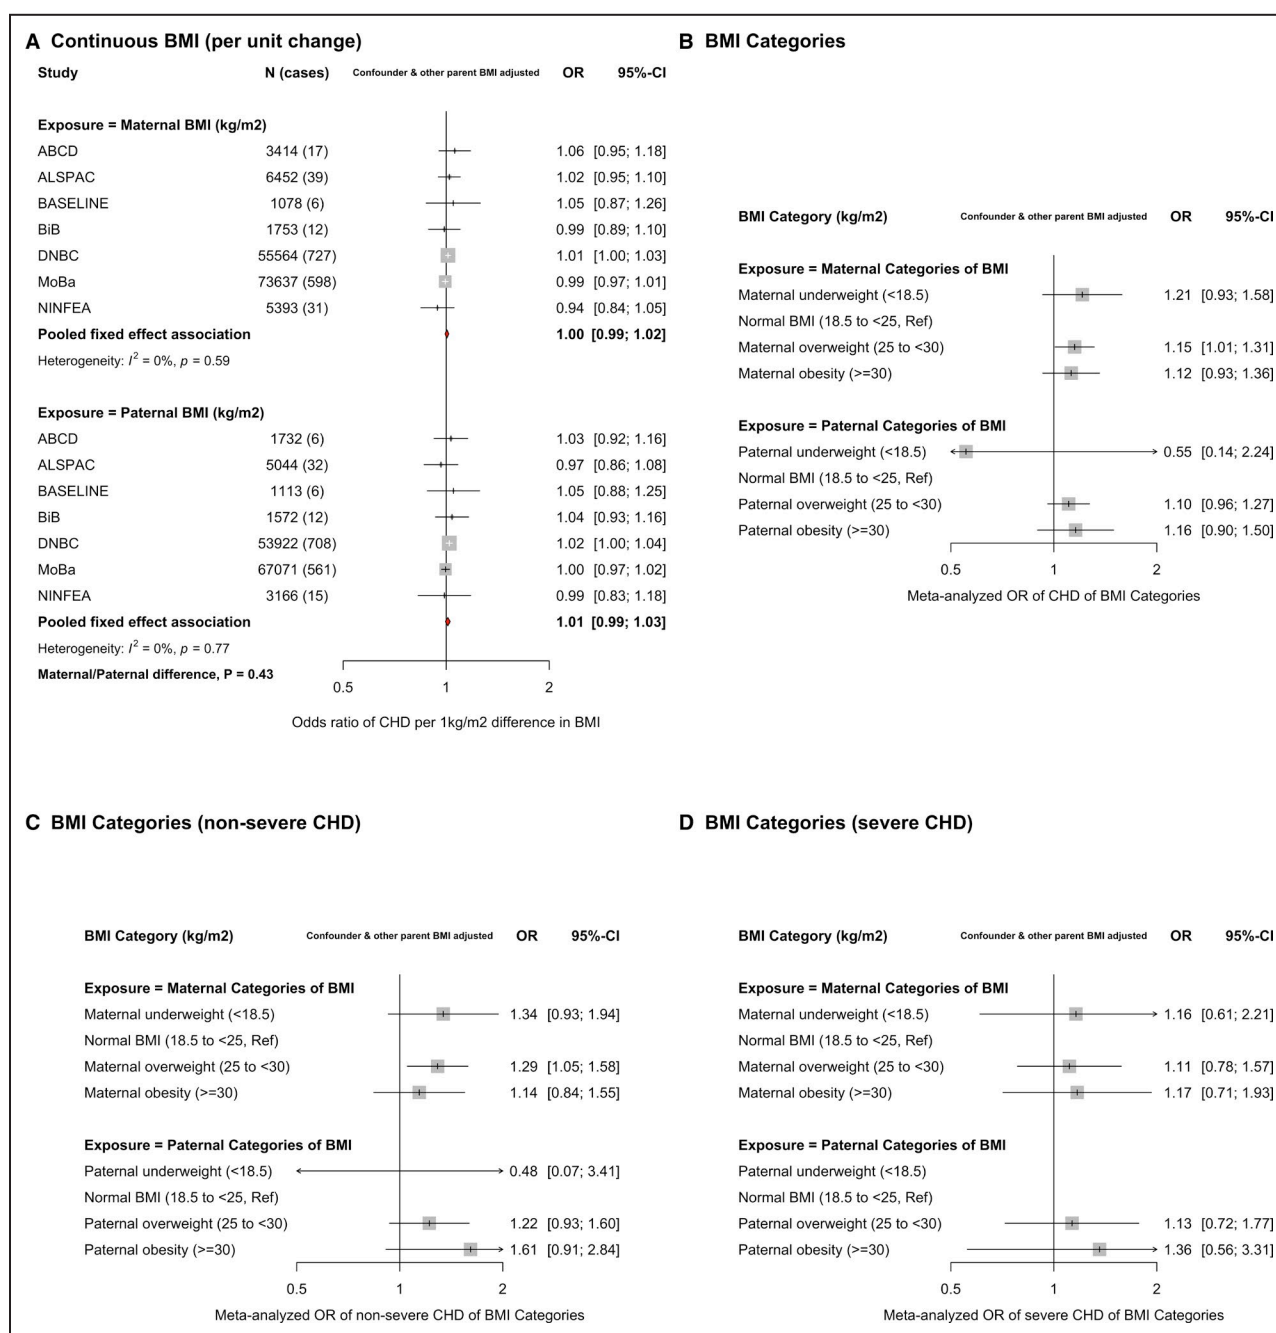 A Continuous BMI (per unit change)
Study N (cases) Confounder & other parent BMI adjusted OR 95%-CI
Exposure = Maternal BMI (kg/m2)
ABCD 3414 (17) 1.06 [0.95; 1.18]
ALSPAC 6452 (39) 1.02 [0.95; 1.10]
BASELINE 1078 (6) 1.05 [0.87; 1.26]
BiB 1753 (12) 0.99 [0.89; 1.10]
DNBC 55564 (727) 1.01 [1.00; 1.03]
MoBa 73637 (598) 0.99 [0.97; 1.01]
NINFEA 5393 (31) 0.94 [0.84; 1.05]
Pooled fixed effect association 1.00 [0.99; 1.02]
Heterogeneity: I² = 0%, p = 0.59
Exposure = Paternal BMI (kg/m2)
ABCD 1732 (6) 1.03 [0.92; 1.16]
ALSPAC 5044 (32) 0.97 [0.86; 1.08]
BASELINE 1113 (6) 1.05 [0.88; 1.25]
BiB 1572 (12) 1.04 [0.93; 1.16]
DNBC 53922 (708) 1.02 [1.00; 1.04]
MoBa 67071 (561) 1.00 [0.97; 1.02]
NINFEA 3166 (15) 0.99 [0.83; 1.18]
Pooled fixed effect association 1.01 [0.99; 1.03]
Heterogeneity: I² = 0%, p = 0.77
Maternal/Paternal difference, P = 0.43
0.5 1 2
Odds ratio of CHD per 1kg/m2 difference in BMI
B BMI Categories
BMI Category (kg/m2) Confounder & other parent BMI adjusted OR 95%-CI
Exposure = Maternal Categories of BMI
Maternal underweight (<18.5) 1.21 [0.93; 1.58]
Normal BMI (18.5 to <25, Ref)
Maternal overweight (25 to <30) 1.15 [1.01; 1.31]
Maternal obesity (>=30) 1.12 [0.93; 1.36]
Exposure = Paternal Categories of BMI
Paternal underweight (<18.5) 0.55 [0.14; 2.24]
Normal BMI (18.5 to <25, Ref)
Paternal overweight (25 to <30) 1.10 [0.96; 1.27]
Paternal obesity (>=30) 1.16 [0.90; 1.50]
0.5 1 2
Meta-analyzed OR of CHD of BMI Categories
C BMI Categories (non-severe CHD)
BMI Category (kg/m2) Confounder & other parent BMI adjusted OR 95%-CI
Exposure = Maternal Categories of BMI
Maternal underweight (<18.5) 1.34 [0.93; 1.94]
Normal BMI (18.5 to <25, Ref)
Maternal overweight (25 to <30) 1.29 [1.05; 1.58]
Maternal obesity (>=30) 1.14 [0.84; 1.55]
Exposure = Paternal Categories of BMI
Paternal underweight (<18.5) 0.48 [0.07; 3.41]
Normal BMI (18.5 to <25, Ref)
Paternal overweight (25 to <30) 1.22 [0.93; 1.60]
Paternal obesity (>=30) 1.61 [0.91; 2.84]
0.5 1 2
Meta-analyzed OR of non-severe CHD of BMI Categories
D BMI Categories (severe CHD)
BMI Category (kg/m2) Confounder & other parent BMI adjusted OR 95%-CI
Exposure = Maternal Categories of BMI
Maternal underweight (<18.5) 1.16 [0.61; 2.21]
Normal BMI (18.5 to <25, Ref)
Maternal overweight (25 to <30) 1.11 [0.78; 1.57]
Maternal obesity (>=30) 1.17 [0.71; 1.93]
Exposure = Paternal Categories of BMI
Paternal underweight (<18.5)
Normal BMI (18.5 to <25, Ref)
Paternal overweight (25 to <30) 1.13 [0.72; 1.77]
Paternal obesity (>=30) 1.36 [0.56; 3.31]
0.5 1 2
Meta-analyzed OR of severe CHD of BMI Categories